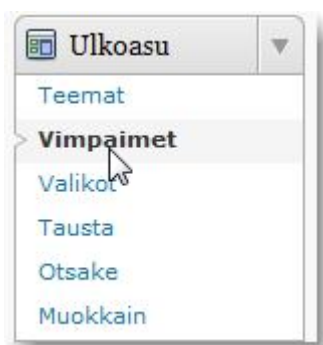 Ulkoasu
Teemat
Vimpaimet
Valikot
Tausta
Otsake
Muokkain